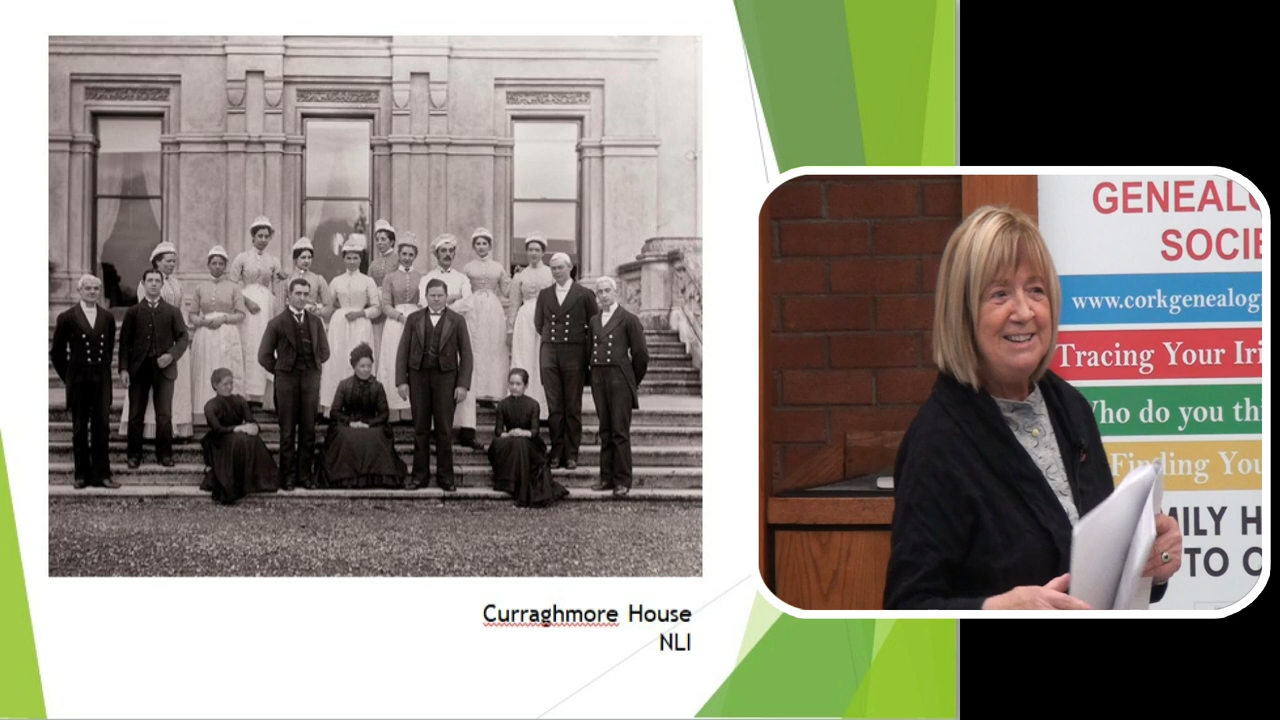 Curraghmore House
NLI
GENEALO
SOCIE
www.corkgenealog
Tracing Your Iri
Who do you thi
Finding You
MILY H
TO